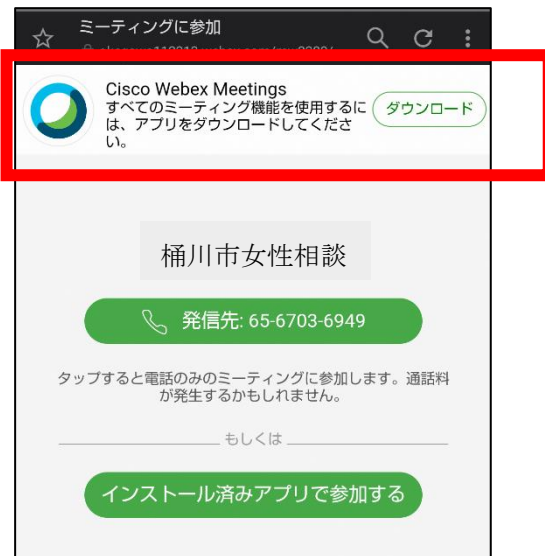 ミーティングに参加
Cisco Webex Meetings
すべてのミーティング機能を使用するに
は、アプリをダウンロードしてくださ
い。
ダウンロード
桶川市女性相談
発信先: 65-6703-6949
タップすると電話のみのミーティングに参加します。通話料
が発生するかもしれません。
もしくは
インストール済みアプリで参加する